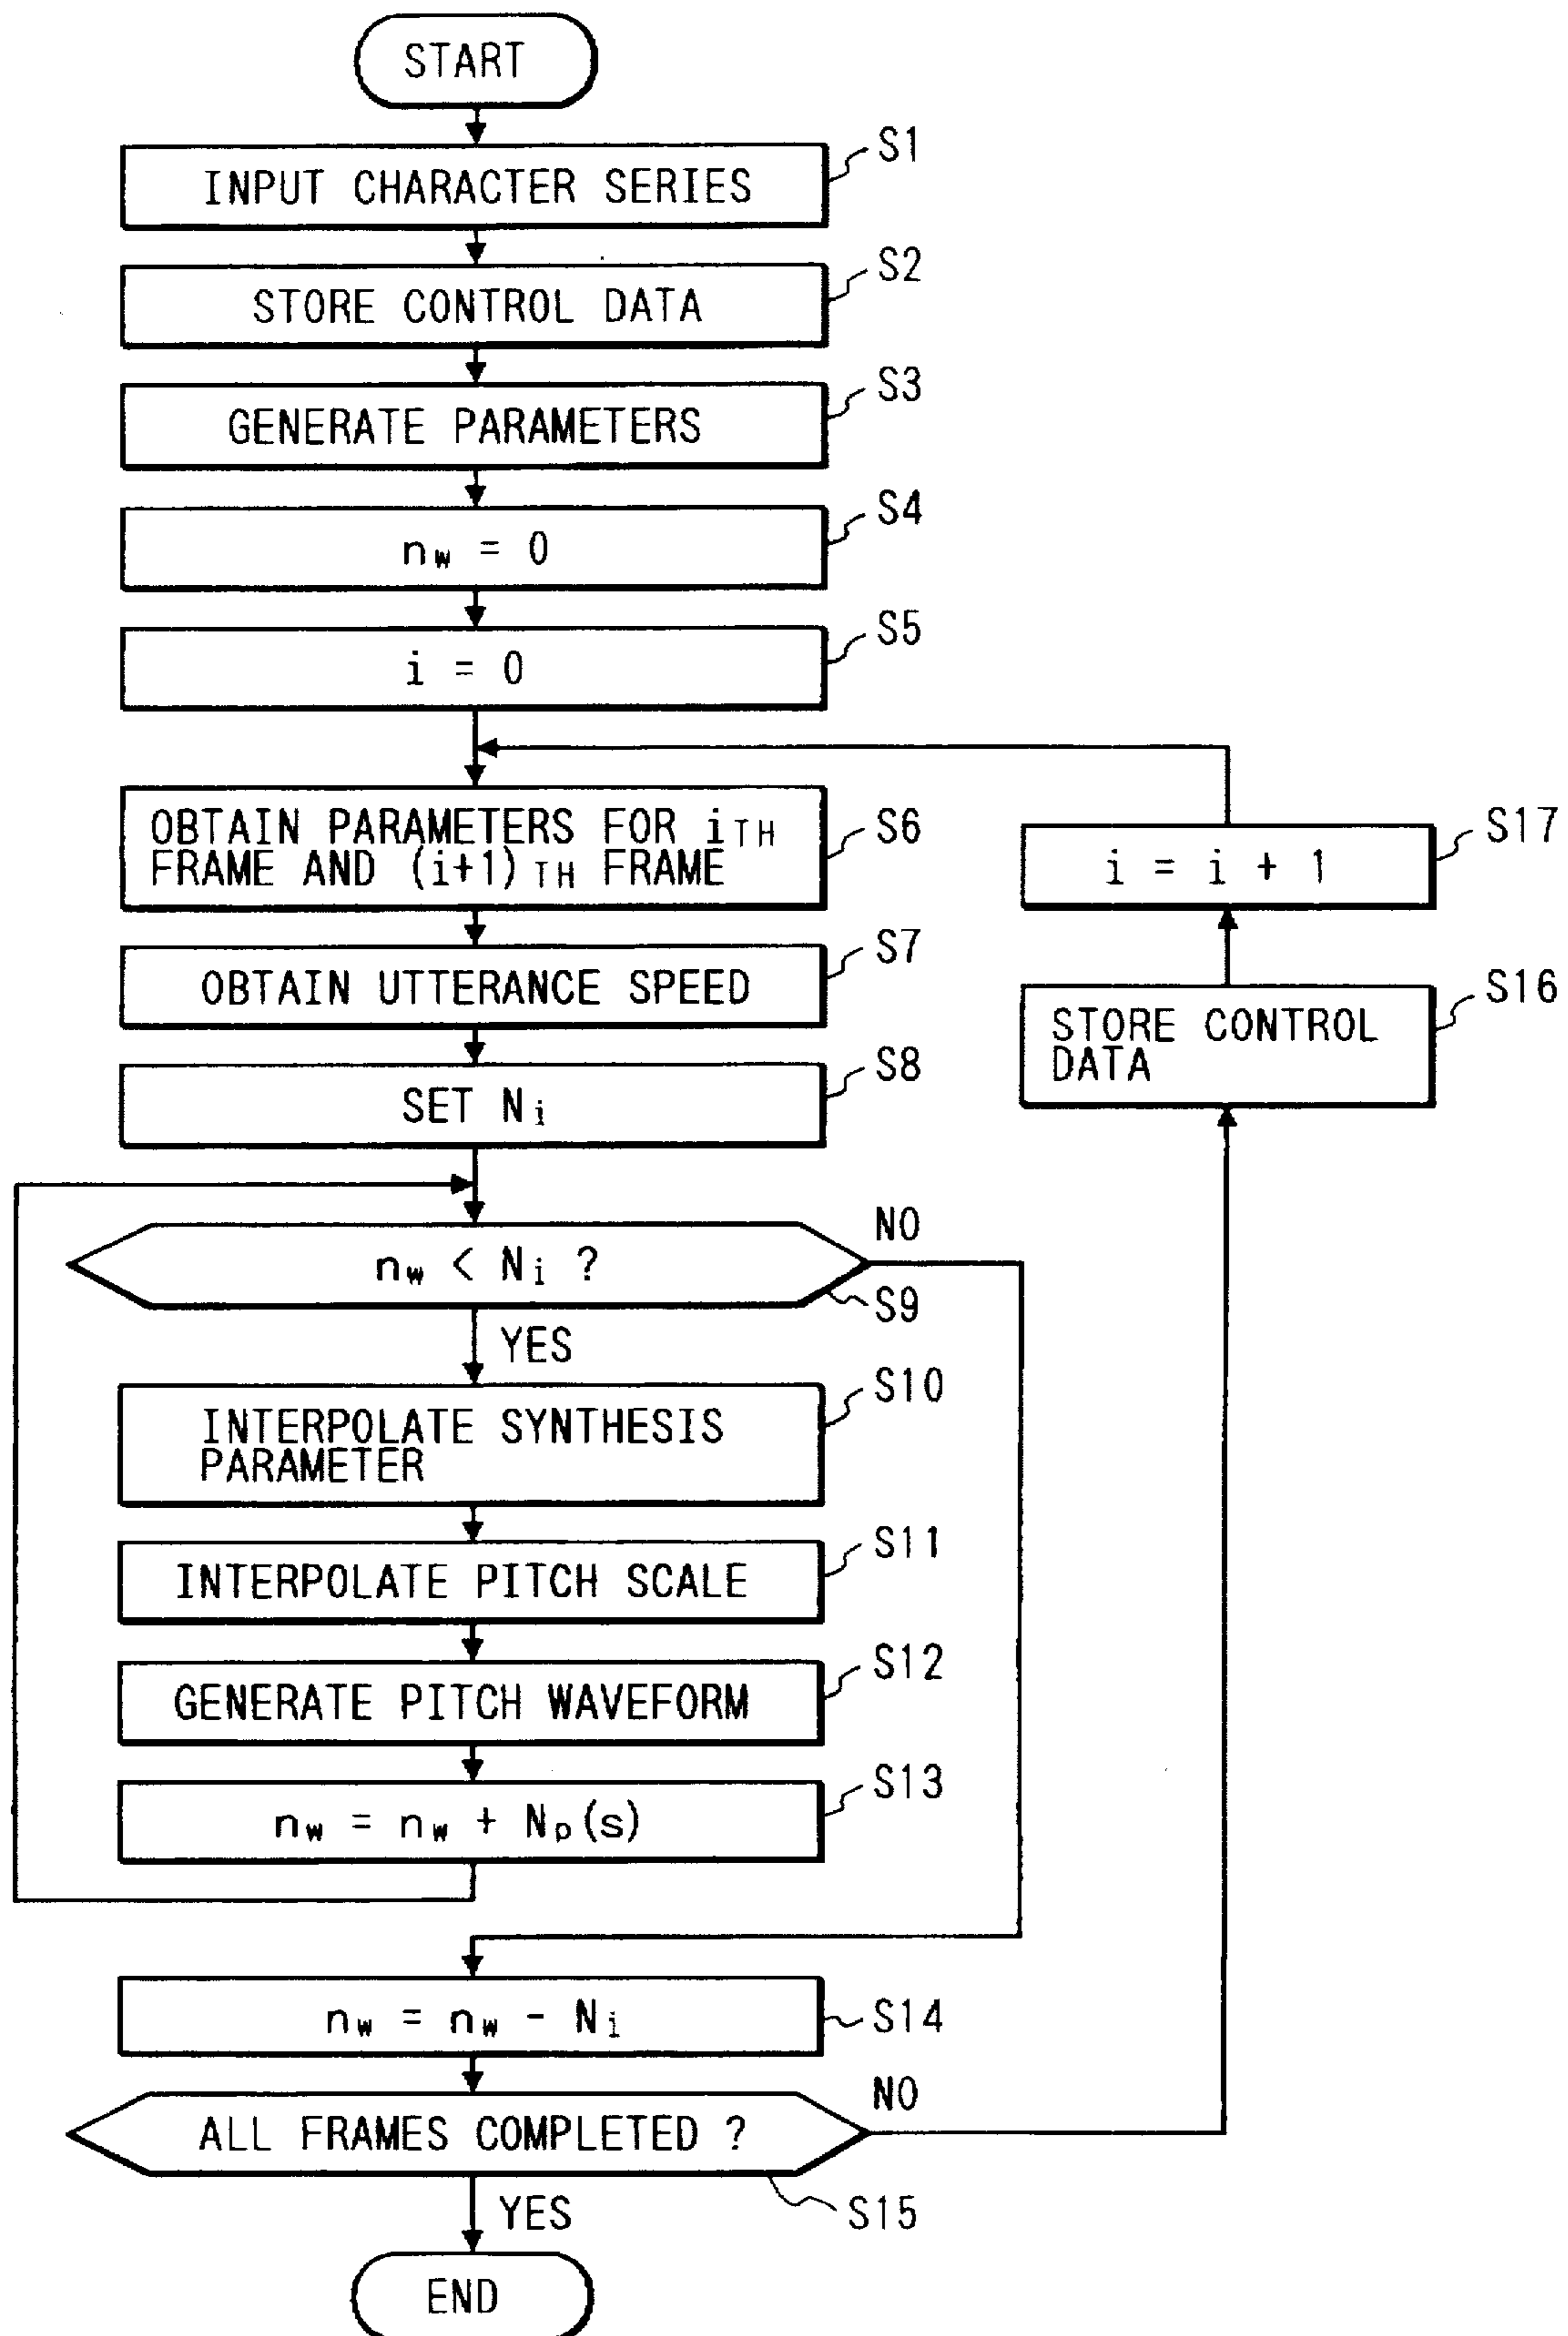 START
S1
INPUT CHARACTER SERIES
S2
STORE CONTROL DATA
S3
GENERATE PARAMETERS
S4
nw = 0
S5
i = 0
OBTAIN PARAMETERS FOR iTH
FRAME AND (i+1)TH FRAME
S6
S17
i = i + 1
S7
OBTAIN UTTERANCE SPEED
S16
STORE CONTROL
DATA
S8
SET Ni
NO
nw < Ni ?
S9
YES
S10
INTERPOLATE SYNTHESIS
PARAMETER
S11
INTERPOLATE PITCH SCALE
S12
GENERATE PITCH WAVEFORM
S13
nw = nw + Np(s)
nw = nw - Ni
S14
NO
ALL FRAMES COMPLETED ?
S15
YES
END